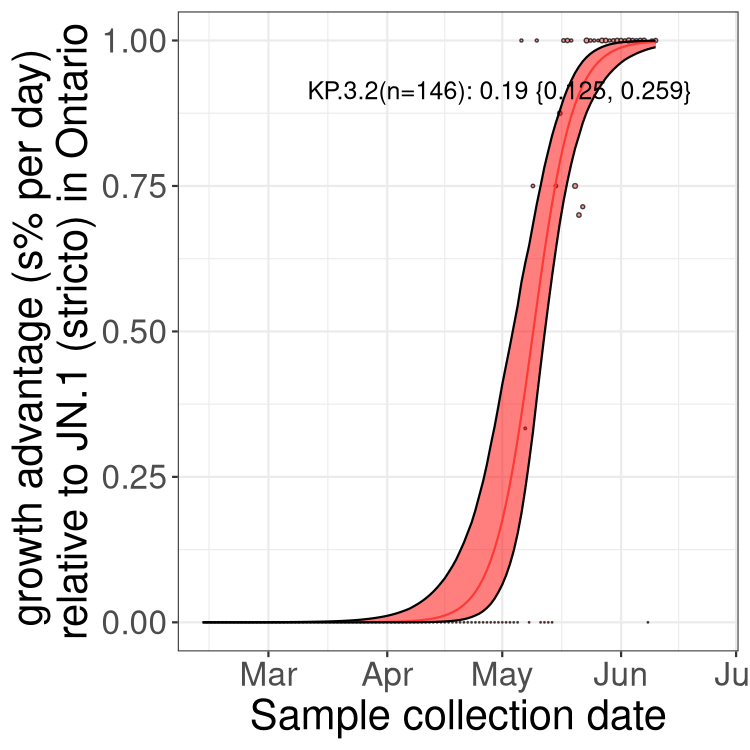 growth advantage (s% per day)
relative to JN.1 (stricto) in Ontario
1.00
0.75
0.50
0.25
0.00
KP.3.2(n=146): 0.19 {0.125, 0.259}
Mar Apr May Jun Ju
Sample collection date